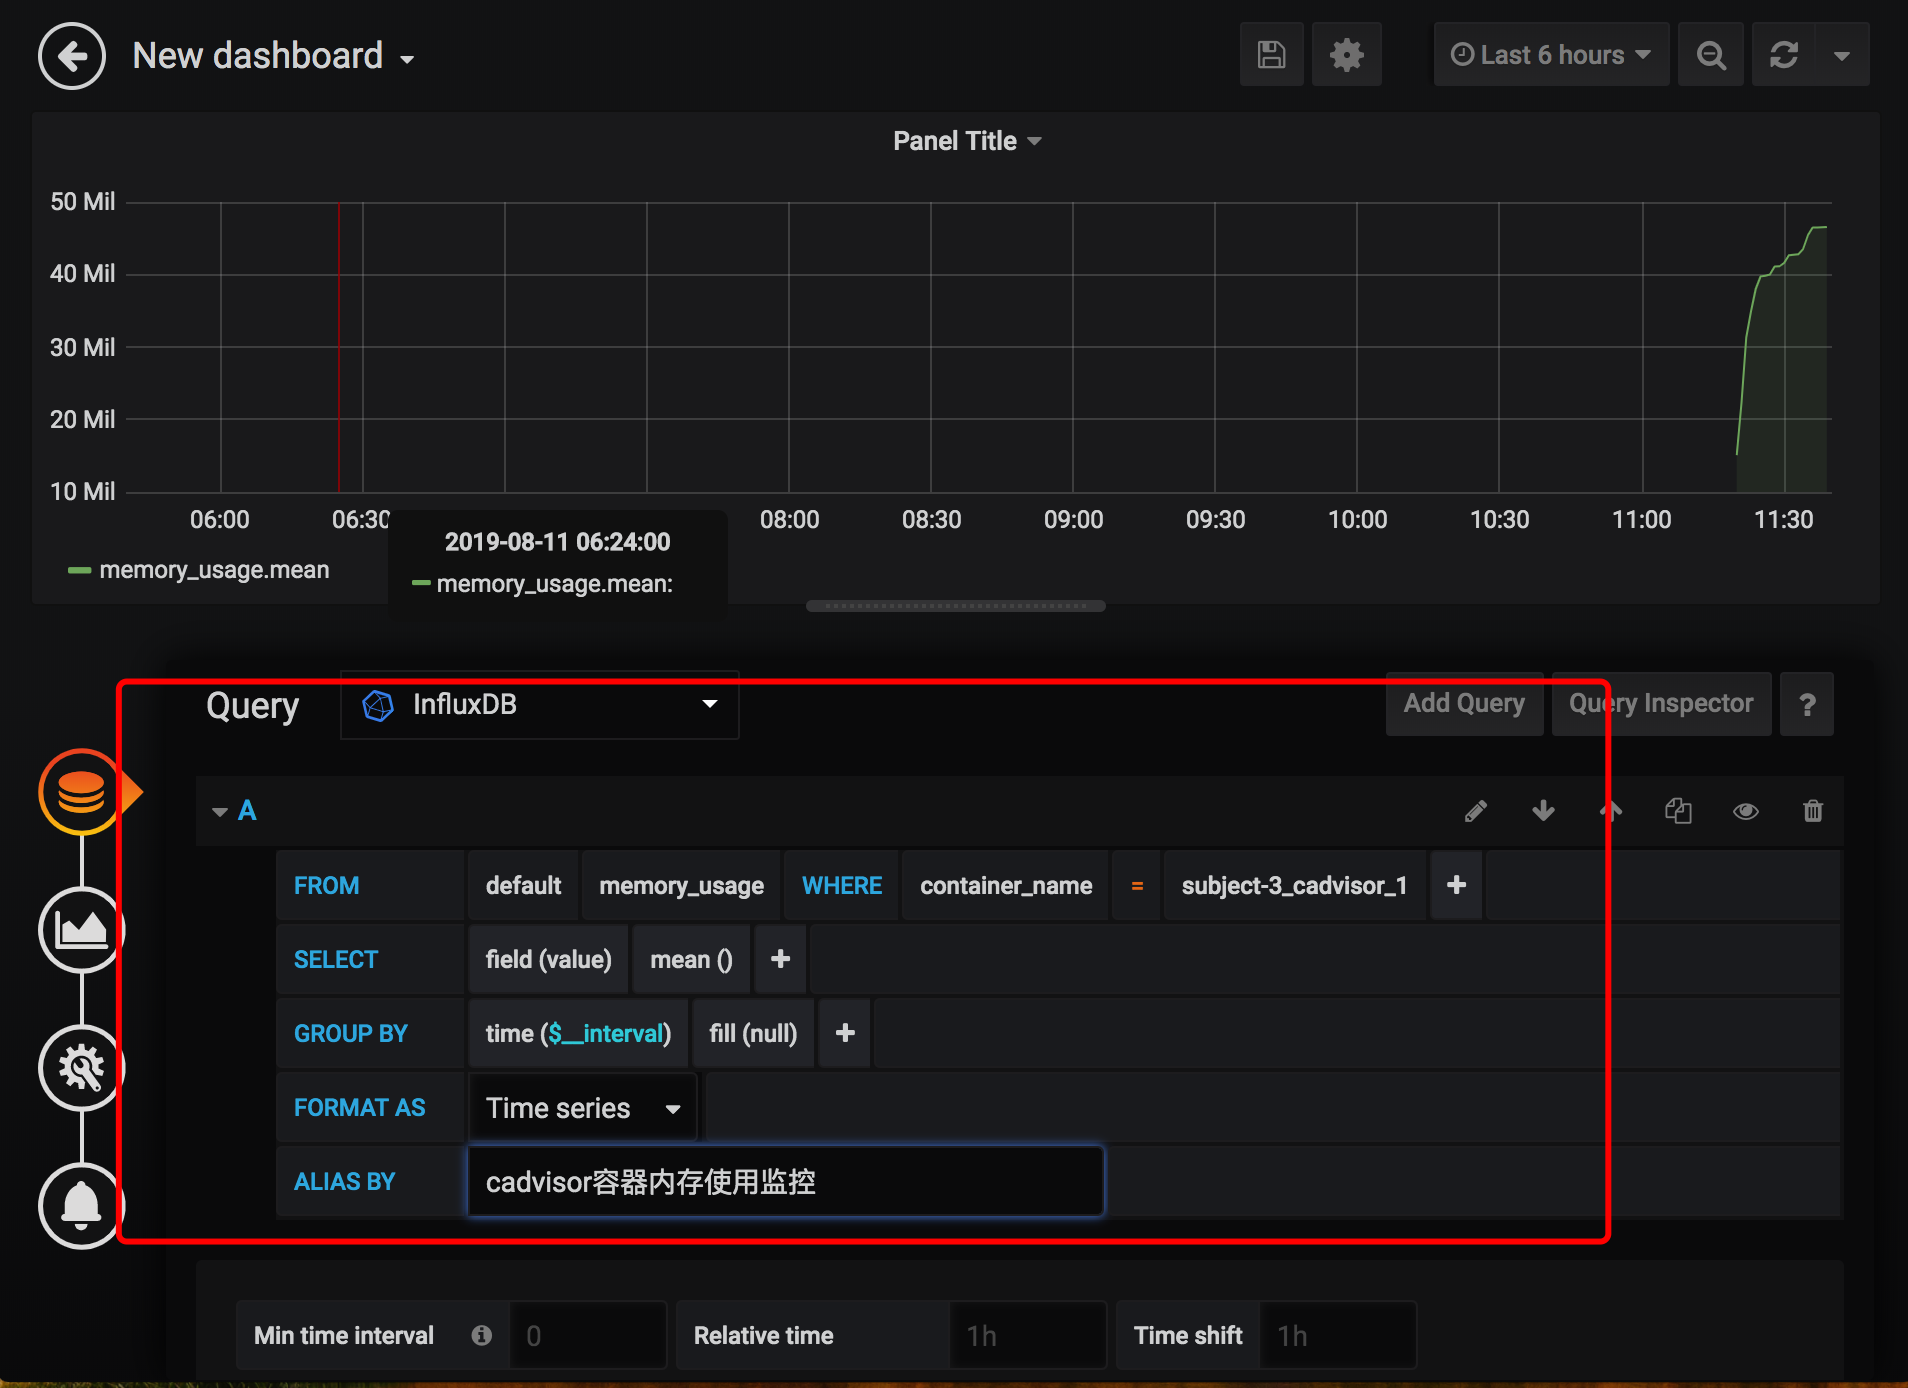 New dashboard
Last 6 hours
Panel Title
50 Mil
40 Mil
30 Mil
20 Mil
10 Mil
06:00 06:30 08:00 08:30 09:00 09:30 10:00 10:30 11:00 11:30
2019-08-11 06:24:00
memory_usage.mean
memory_usage.mean:
Query InfluxDB Add Query Query Inspector ?
A
FROM default memory_usage WHERE container_name = subject-3_cadvisor_1 +
SELECT field (value) mean () +
GROUP BY time ($__interval) fill (null) +
FORMAT AS Time series
ALIAS BY cadvisor容器内存使用监控
Min time interval 0 Relative time 1h Time shift 1h